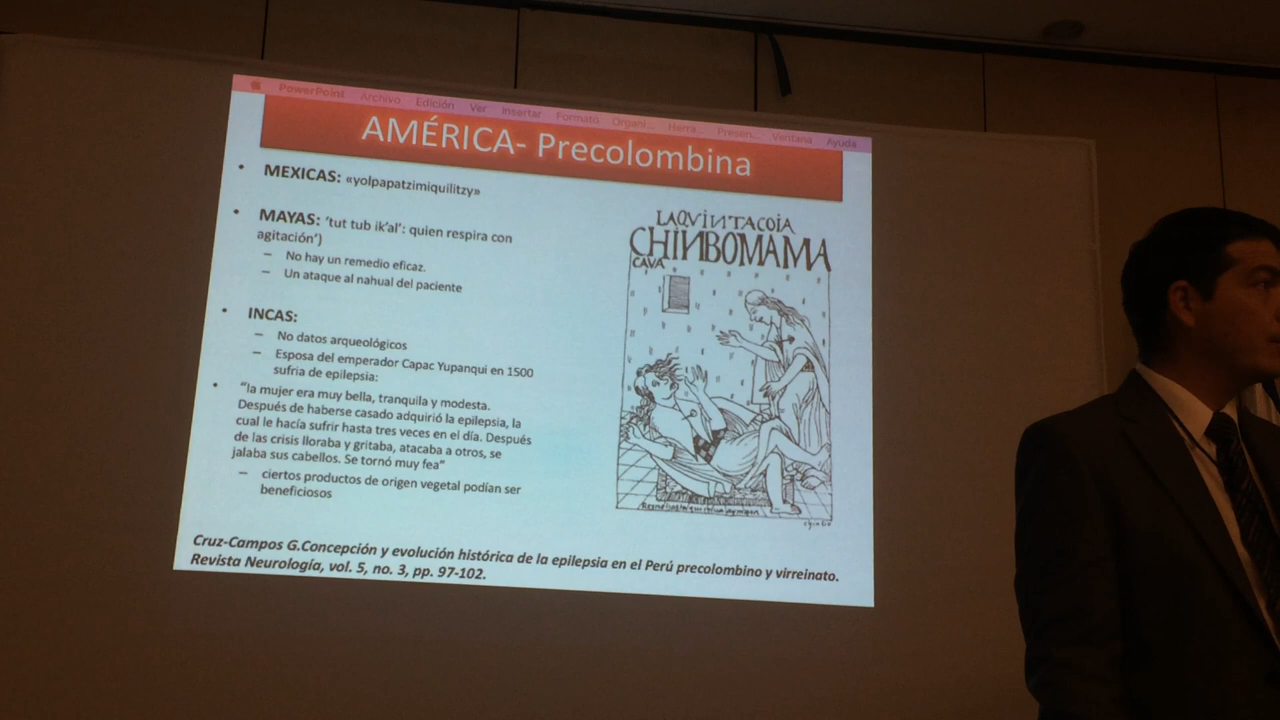 PowerPoint Archivo Edición Ver Insertar Formato Organi... Herra... Presen... Ventana Ayuda
AMÉRICA- Precolombina
• MEXICAS: «yolpapatzimiquilitzy»
• MAYAS: ‘tut tub ik’al’: quien respira con
agitación’)
– No hay un remedio eficaz.
– Un ataque al nahual del paciente
• INCAS:
– No datos arqueológicos
– Esposa del emperador Capac Yupanqui en 1500
sufria de epilepsia:
• “la mujer era muy bella, tranquila y modesta.
Después de haberse casado adquirió la epilepsia, la
cual le hacía sufrir hasta tres veces en el día. Después
de las crisis lloraba y gritaba, atacaba a otros, se
jalaba sus cabellos. Se tornó muy fea”
– ciertos productos de origen vegetal podían ser
beneficiosos
LAQVINTACOIA
CHINBOMAMA
CAVA
Cruz-Campos G.Concepción y evolución histórica de la epilepsia en el Perú precolombino y virreinato.
Revista Neurología, vol. 5, no. 3, pp. 97-102.